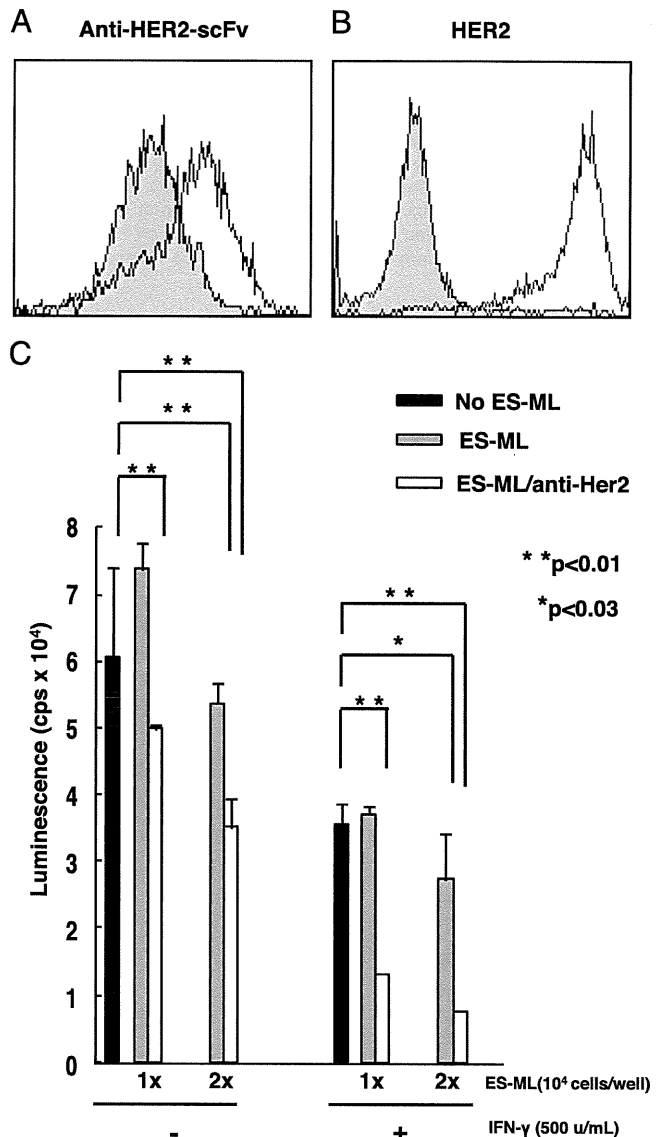 A
Anti-HER2-scFv
B
HER2
C
* *
* *
* *
No ES-ML
ES-ML
ES-ML/anti-Her2
* *p<0.01
*p<0.03
* *
*
* *
Luminescence (cps x 10⁴)
8
7
6
5
4
3
2
1
0
1x 2x 1x 2x ES-ML(10⁴ cells/well)
- + IFN-γ (500 u/mL)